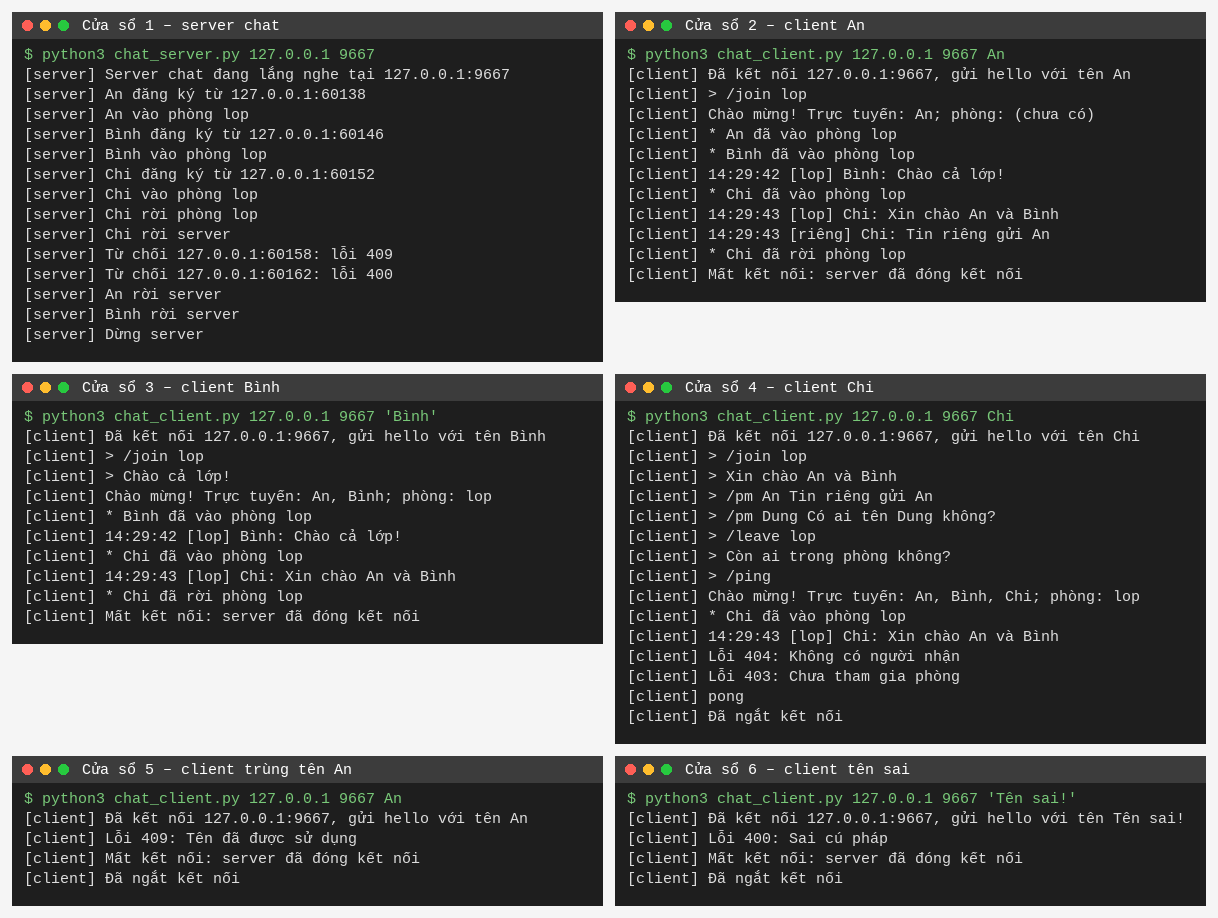 Cửa sổ 1 – server chat
$ python3 chat_server.py 127.0.0.1 9667
[server] Server chat đang lắng nghe tại 127.0.0.1:9667
[server] An đăng ký từ 127.0.0.1:60138
[server] An vào phòng lop
[server] Bình đăng ký từ 127.0.0.1:60146
[server] Bình vào phòng lop
[server] Chi đăng ký từ 127.0.0.1:60152
[server] Chi vào phòng lop
[server] Chi rời phòng lop
[server] Chi rời server
[server] Từ chối 127.0.0.1:60158: lỗi 409
[server] Từ chối 127.0.0.1:60162: lỗi 400
[server] An rời server
[server] Bình rời server
[server] Dừng server
Cửa sổ 2 – client An
$ python3 chat_client.py 127.0.0.1 9667 An
[client] Đã kết nối 127.0.0.1:9667, gửi hello với tên An
[client] > /join lop
[client] Chào mừng! Trực tuyến: An; phòng: (chưa có)
[client] * An đã vào phòng lop
[client] * Bình đã vào phòng lop
[client] 14:29:42 [lop] Bình: Chào cả lớp!
[client] * Chi đã vào phòng lop
[client] 14:29:43 [lop] Chi: Xin chào An và Bình
[client] 14:29:43 [riêng] Chi: Tin riêng gửi An
[client] * Chi đã rời phòng lop
[client] Mất kết nối: server đã đóng kết nối
Cửa sổ 3 – client Bình
$ python3 chat_client.py 127.0.0.1 9667 'Bình'
[client] Đã kết nối 127.0.0.1:9667, gửi hello với tên Bình
[client] > /join lop
[client] > Chào cả lớp!
[client] Chào mừng! Trực tuyến: An, Bình; phòng: lop
[client] * Bình đã vào phòng lop
[client] 14:29:42 [lop] Bình: Chào cả lớp!
[client] * Chi đã vào phòng lop
[client] 14:29:43 [lop] Chi: Xin chào An và Bình
[client] * Chi đã rời phòng lop
[client] Mất kết nối: server đã đóng kết nối
Cửa sổ 4 – client Chi
$ python3 chat_client.py 127.0.0.1 9667 Chi
[client] Đã kết nối 127.0.0.1:9667, gửi hello với tên Chi
[client] > /join lop
[client] > Xin chào An và Bình
[client] > /pm An Tin riêng gửi An
[client] > /pm Dung Có ai tên Dung không?
[client] > /leave lop
[client] > Còn ai trong phòng không?
[client] > /ping
[client] Chào mừng! Trực tuyến: An, Bình, Chi; phòng: lop
[client] * Chi đã vào phòng lop
[client] 14:29:43 [lop] Chi: Xin chào An và Bình
[client] Lỗi 404: Không có người nhận
[client] Lỗi 403: Chưa tham gia phòng
[client] pong
[client] Đã ngắt kết nối
Cửa sổ 5 – client trùng tên An
$ python3 chat_client.py 127.0.0.1 9667 An
[client] Đã kết nối 127.0.0.1:9667, gửi hello với tên An
[client] Lỗi 409: Tên đã được sử dụng
[client] Mất kết nối: server đã đóng kết nối
[client] Đã ngắt kết nối
Cửa sổ 6 – client tên sai
$ python3 chat_client.py 127.0.0.1 9667 'Tên sai!'
[client] Đã kết nối 127.0.0.1:9667, gửi hello với tên Tên sai!
[client] Lỗi 400: Sai cú pháp
[client] Mất kết nối: server đã đóng kết nối
[client] Đã ngắt kết nối